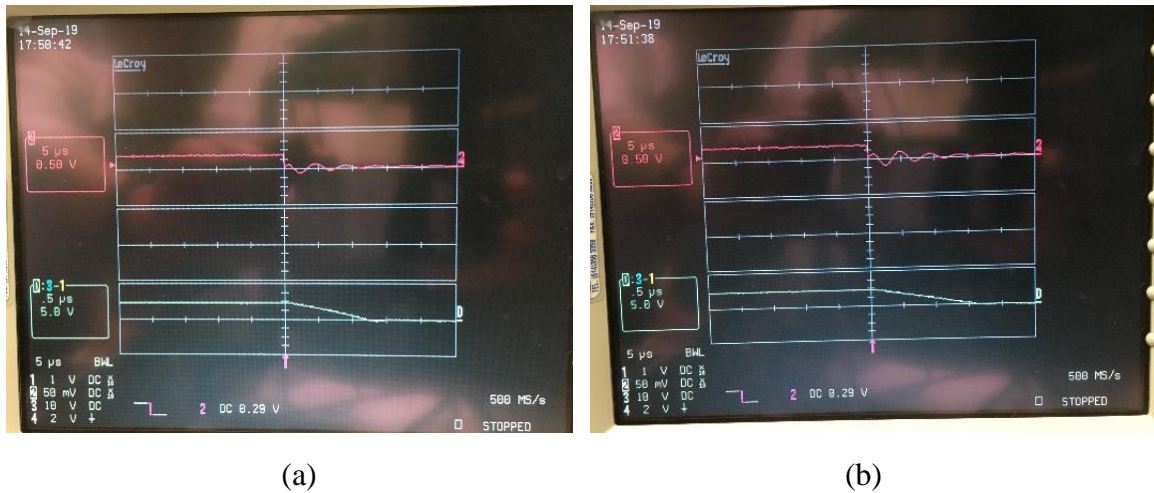 14-Sep-19
17:50:42
LeCroy
2
5 µs
0.50 V
2
D:3-1
.5 µs
5.0 V
D
5 µs BWL
1 1 V DC
2 50 mV DC
3 10 V DC
4 2 V
2 DC 0.29 V
500 MS/s
STOPPED
(a)
14-Sep-19
17:51:38
LeCroy
2
5 µs
0.50 V
2
D:3-1
.5 µs
5.0 V
D
5 µs BWL
1 1 V DC
2 50 mV DC
3 10 V DC
4 2 V
2 DC 0.29 V
500 MS/s
STOPPED
(b)